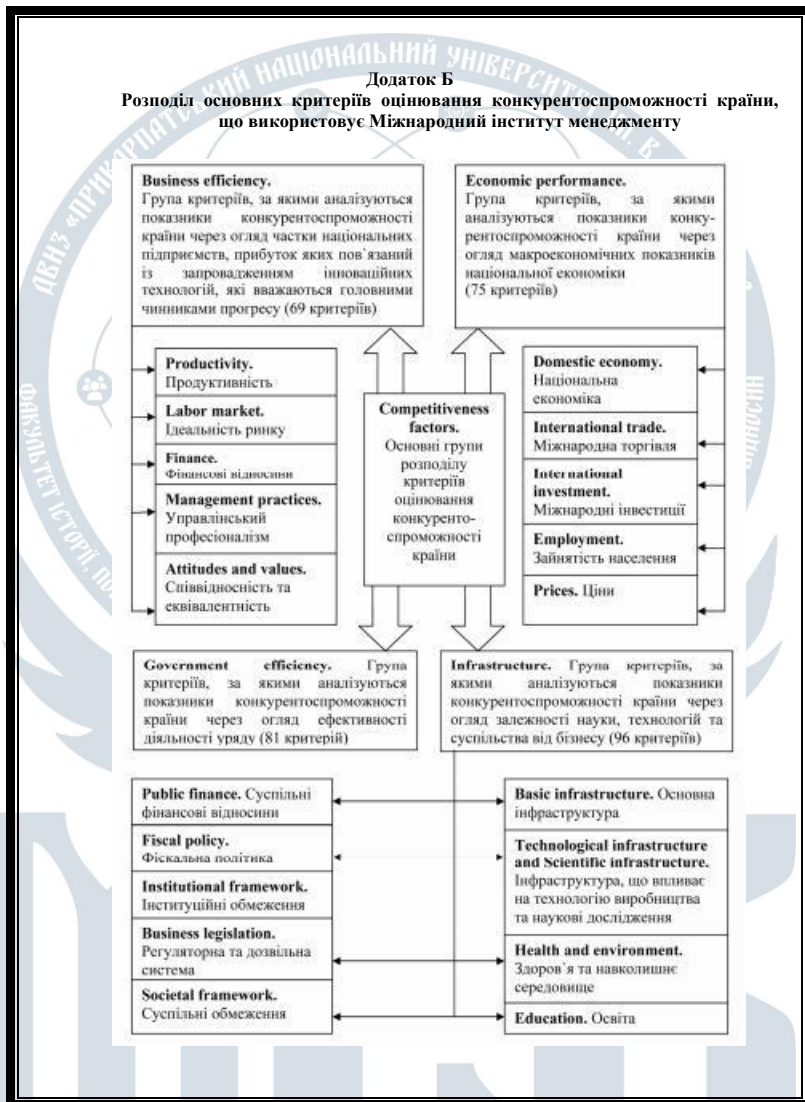 Додаток Б
Розподіл основних критеріїв оцінювання конкурентоспроможності країни,
що використовує Міжнародний інститут менеджменту
Business efficiency.
Група критеріїв, за якими аналізуються
показники конкурентоспроможності
країни через огляд частки національних
підприємств, прибуток яких пов`язаний
із запровадженням інноваційних
технологій, які вважаються головними
чинниками прогресу (69 критеріїв)
Economic performance.
Група критеріїв, за якими
аналізуються показники конку-
рентоспроможності країни через
огляд макроекономічних показників
національної економіки
(75 критеріїв)
Productivity.
Продуктивність
Labor market.
Ідеальність ринку
Finance.
Фінансові відносини
Management practices.
Управлінський
професіоналізм
Attitudes and values.
Співвідносність та
еквівалентність
Competitiveness
factors.
Основні групи
розподілу
критеріїв
оцінювання
конкуренто-
спроможності
країни
Domestic economy.
Національна
економіка
International trade.
Міжнародна торгівля
International
investment.
Міжнародні інвестиції
Employment.
Зайнятість населення
Prices. Ціни
Government efficiency. Група
критеріїв, за якими аналізуються
показники конкурентоспроможності
країни через огляд ефективності
діяльності уряду (81 критерій)
Infrastructure. Група критеріїв, за
якими аналізуються показники
конкурентоспроможності країни через
огляд залежності науки, технологій та
суспільства від бізнесу (96 критеріїв)
Public finance. Суспільні
фінансові відносини
Fiscal policy.
Фіскальна політика
Institutional framework.
Інституційні обмеження
Business legislation.
Регуляторна та дозвільна
система
Societal framework.
Суспільні обмеження
Basic infrastructure. Основна
інфраструктура
Technological infrastructure
and Scientific infrastructure.
Інфраструктура, що впливає
на технологію виробництва
та наукові дослідження
Health and environment.
Здоров`я та навколишнє
середовище
Education. Освіта
ДВНЗ «ПРИКАРПАТСЬКИЙ НАЦІОНАЛЬНИЙ УНІВЕРСИТЕТ ІМ. В.
ФАКУЛЬТЕТ ІСТОРІЇ,
ВІДНОСИН